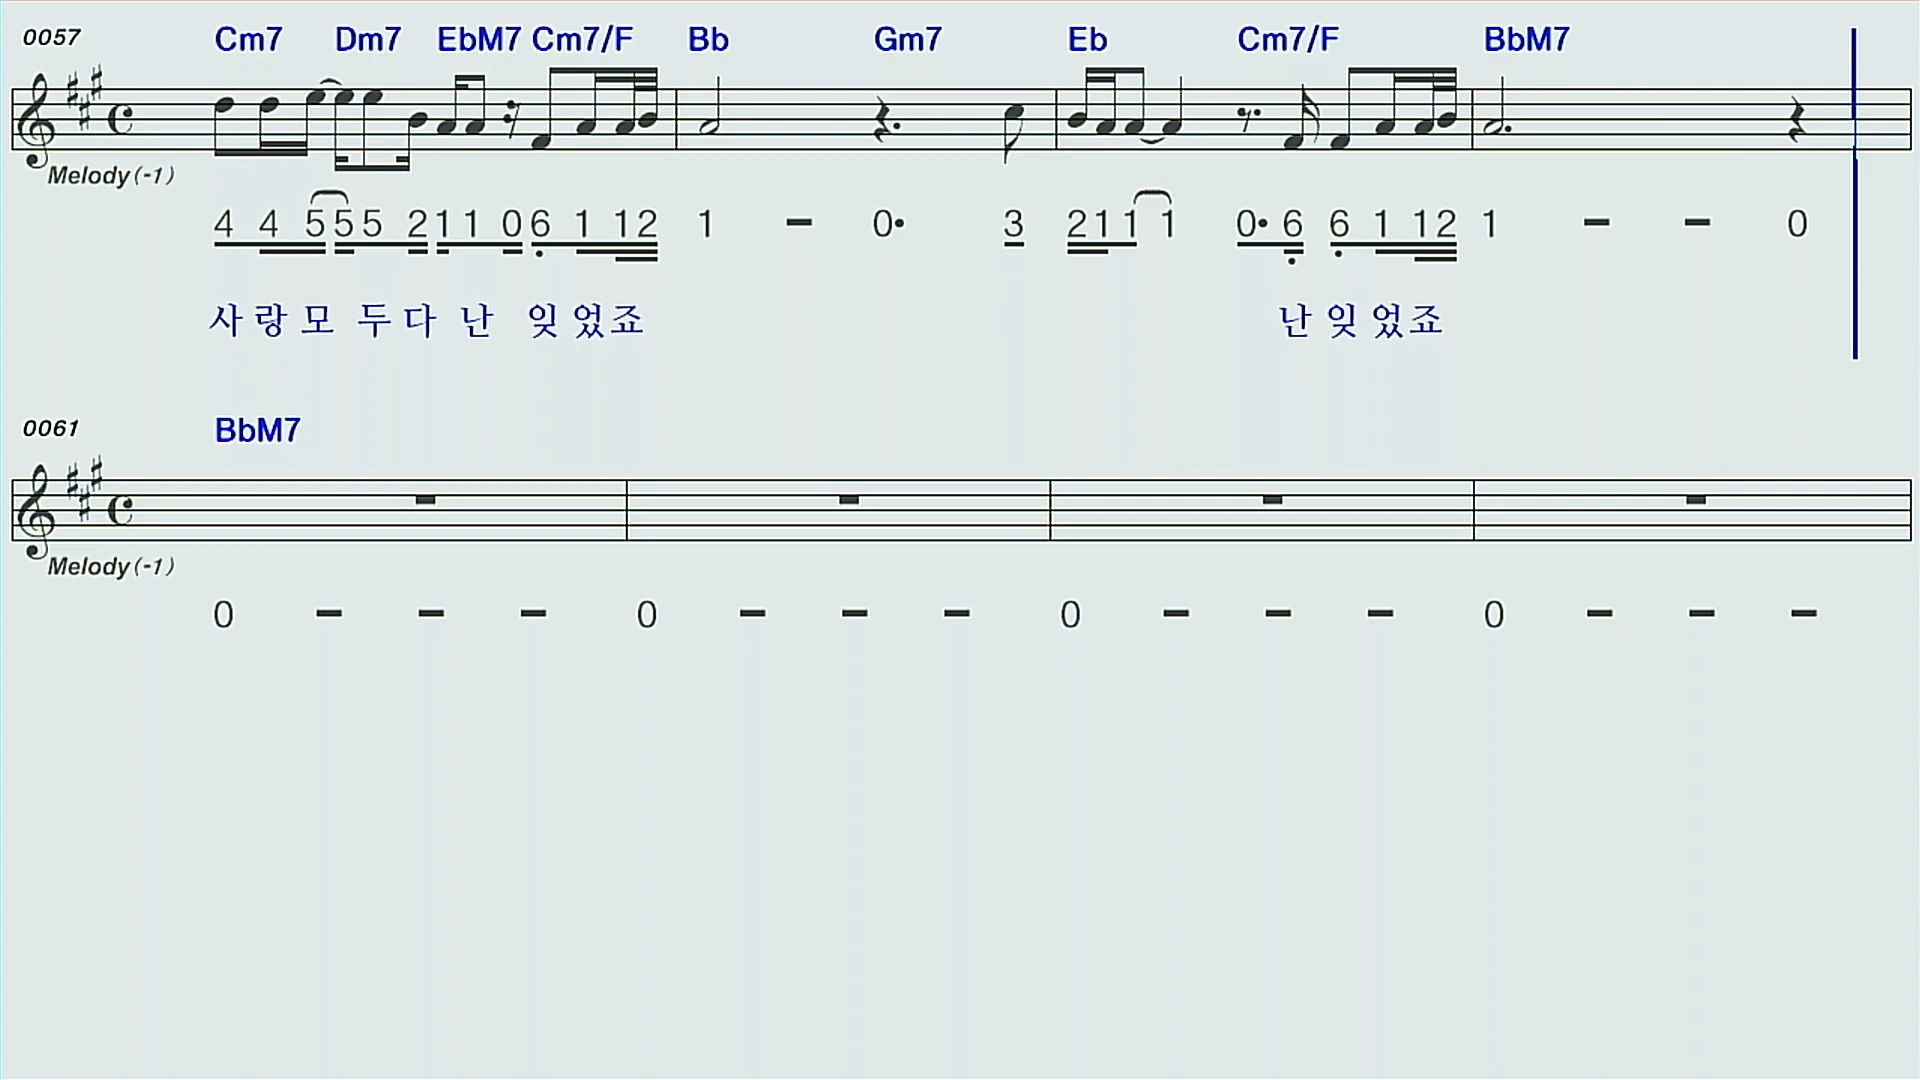 0057 Cm7 Dm7 EbM7 Cm7/F Bb Gm7 Eb Cm7/F BbM7
Melody(-1)
4 4 5 5 5 2 1 1 0 6 1 1 2 1 - 0• 3 2 1 1 1 0• 6 6 1 1 2 1 - - 0
사 랑 모 두 다 난 잊 었 죠 난 잊 었 죠
0061 BbM7
Melody(-1)
0 - - - 0 - - - 0 - - - 0 - - -